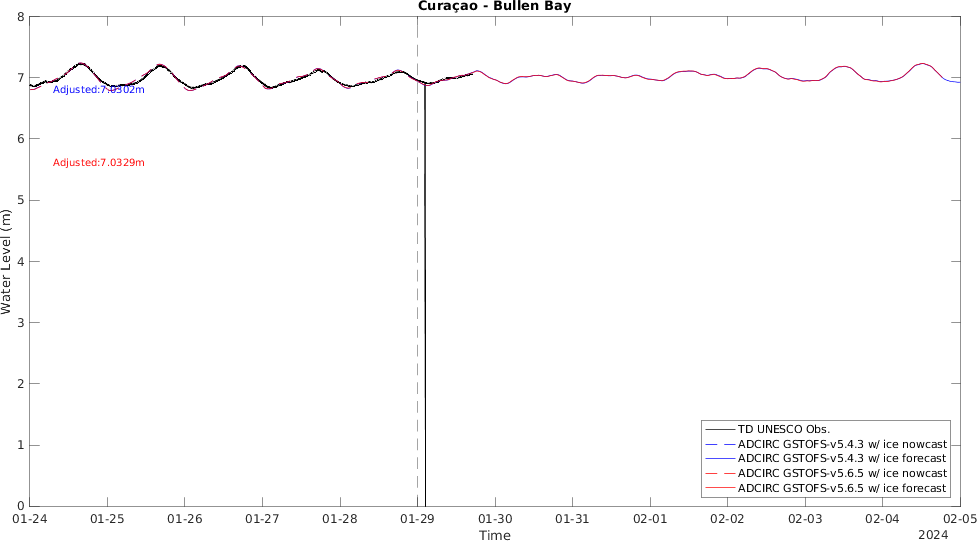 Curaçao - Bullen Bay
8
7
6
5
4
3
2
1
0
Water Level (m)
Adjusted:7.0302m
Adjusted:7.0329m
TD UNESCO Obs.
ADCIRC GSTOFS-v5.4.3 w/ ice nowcast
ADCIRC GSTOFS-v5.4.3 w/ ice forecast
ADCIRC GSTOFS-v5.6.5 w/ ice nowcast
ADCIRC GSTOFS-v5.6.5 w/ ice forecast
01-24 01-25 01-26 01-27 01-28 01-29 01-30 01-31 02-01 02-02 02-03 02-04 02-05
Time
2024